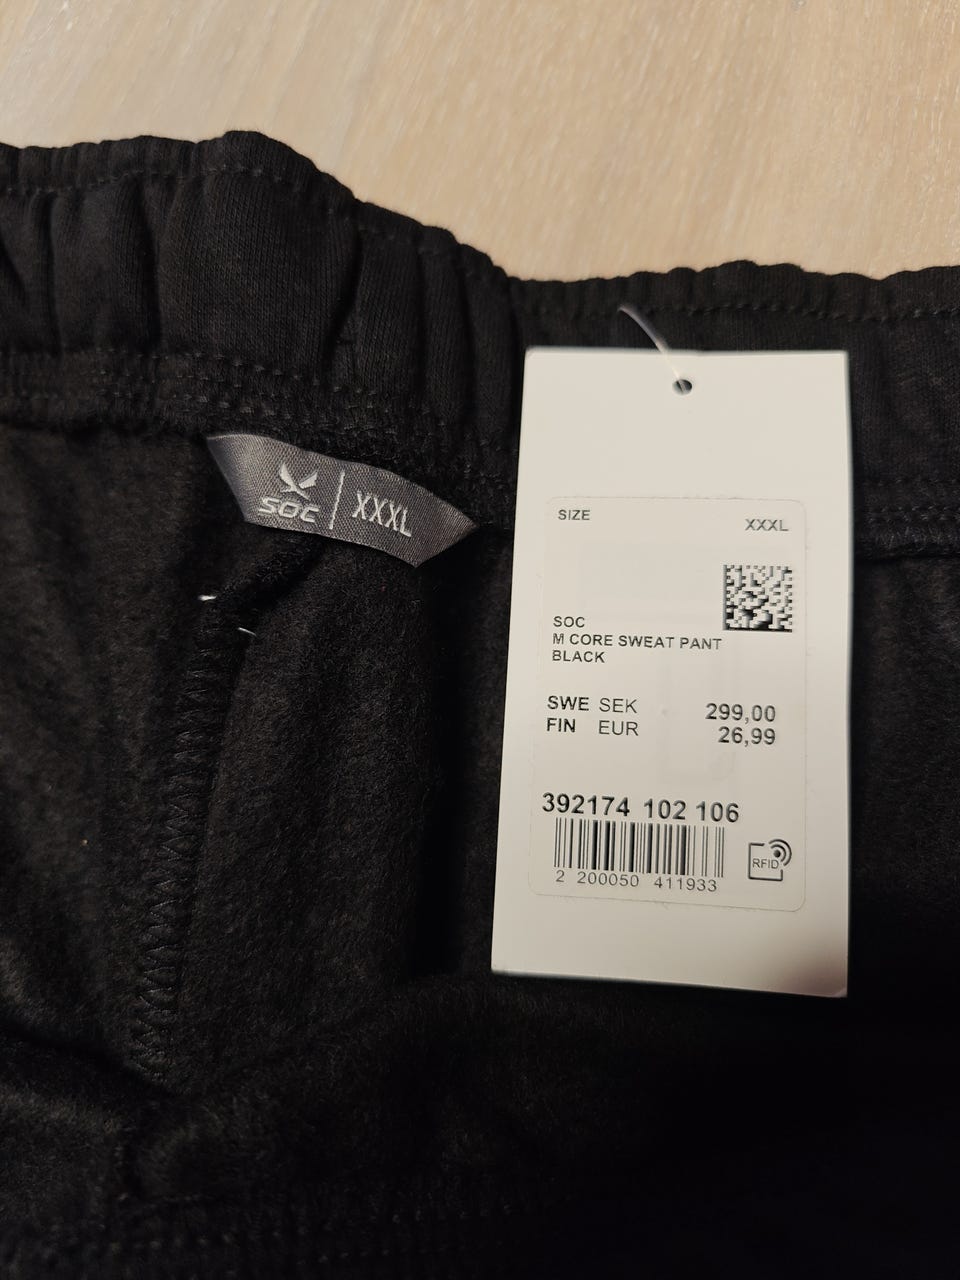 SOC | XXXL
SIZE XXXL
SOC
M CORE SWEAT PANT
BLACK
SWE SEK 299,00
FIN EUR 26,99
392174 102 106
RFID
2 200050 411933